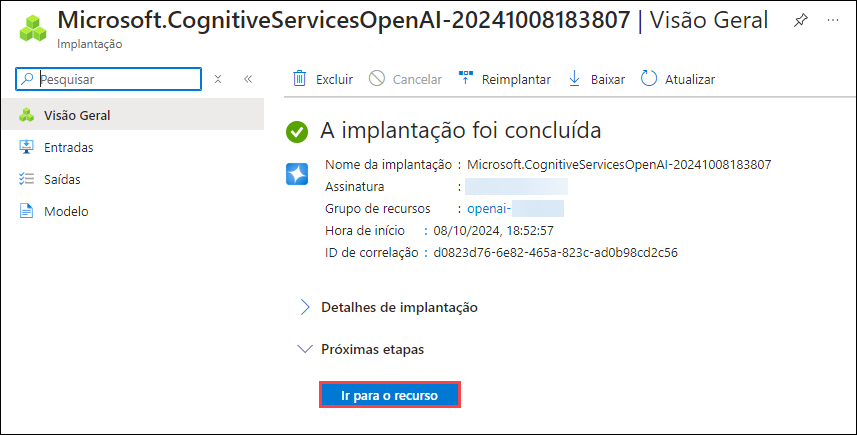 Microsoft.CognitiveServicesOpenAI-20241008183807 | Visão Geral
Implantação
Pesquisar
Excluir Cancelar Reimplantar Baixar Atualizar
Visão Geral
Entradas
Saídas
Modelo
A implantação foi concluída
Nome da implantação : Microsoft.CognitiveServicesOpenAI-20241008183807
Assinatura :
Grupo de recursos : openai-
Hora de início : 08/10/2024, 18:52:57
ID de correlação : d0823d76-6e82-465a-823c-ad0b98cd2c56
Detalhes de implantação
Próximas etapas
Ir para o recurso